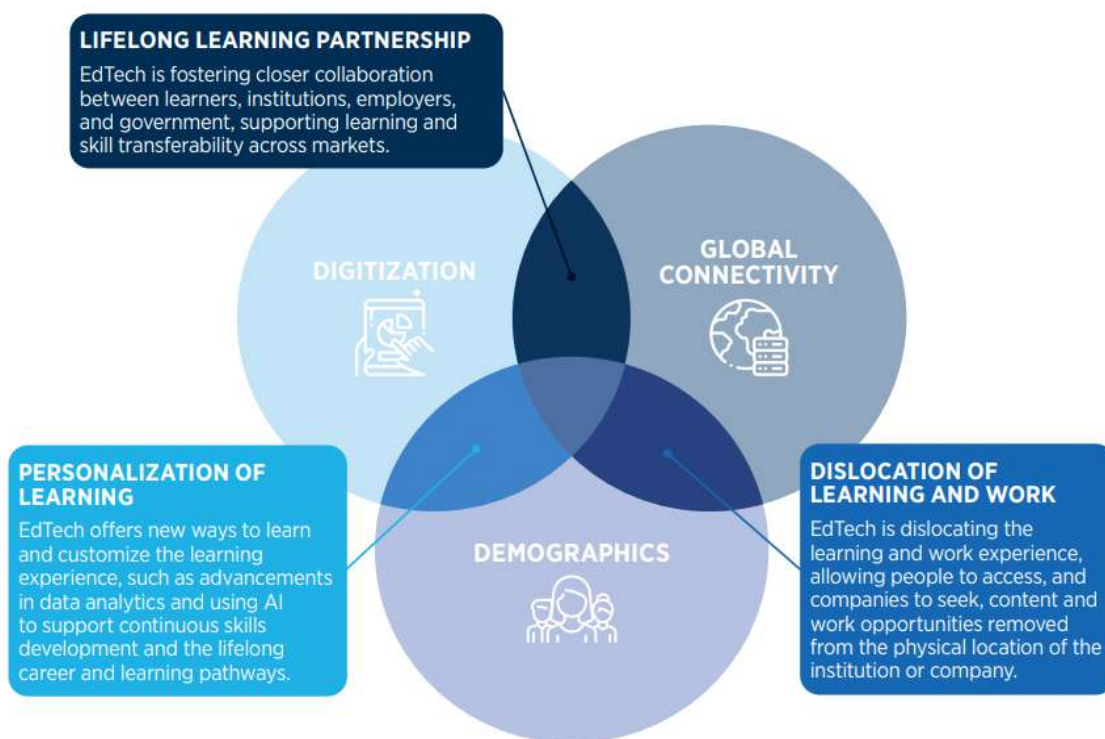 LIFELONG LEARNING PARTNERSHIP
EdTech is fostering closer collaboration
between learners, institutions, employers,
and government, supporting learning and
skill transferability across markets.
DIGITIZATION
GLOBAL
CONNECTIVITY
PERSONALIZATION OF
LEARNING
EdTech offers new ways to learn
and customize the learning
experience, such as advancements
in data analytics and using AI
to support continuous skills
development and the lifelong
career and learning pathways.
DEMOGRAPHICS
DISLOCATION OF
LEARNING AND WORK
EdTech is dislocating the
learning and work experience,
allowing people to access, and
companies to seek, content and
work opportunities removed
from the physical location of the
institution or company.